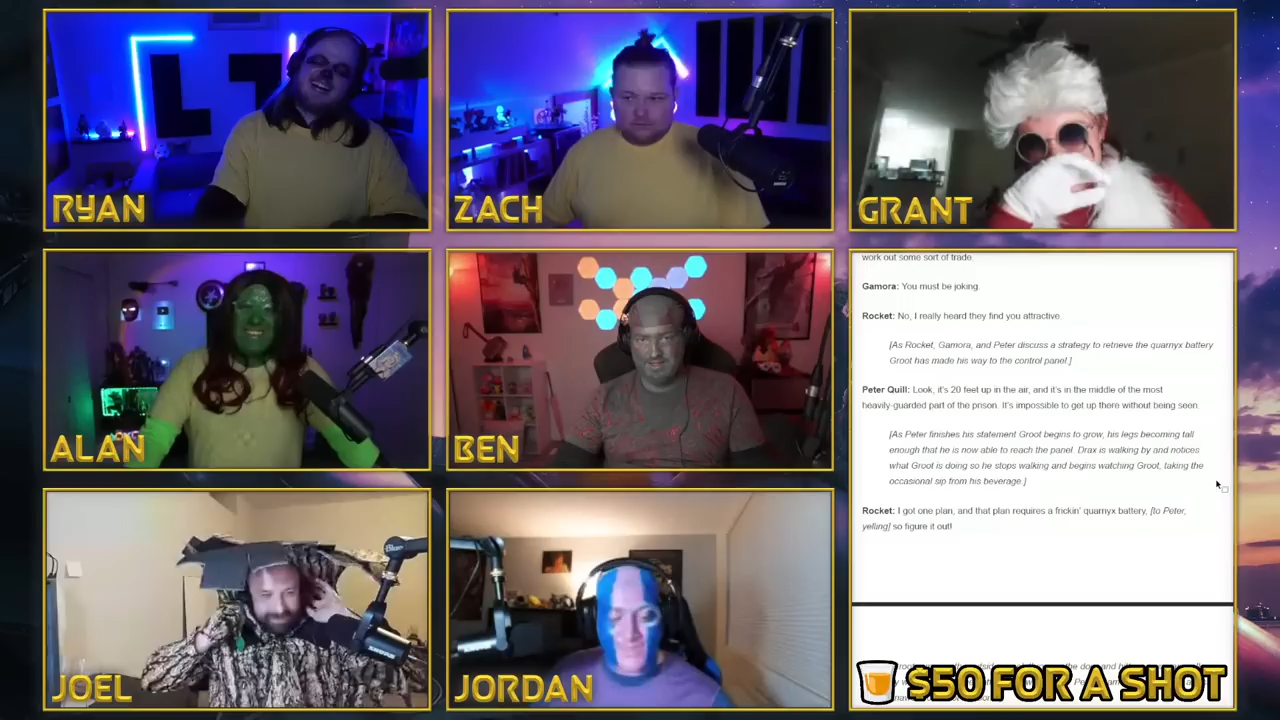 RYAN
ZACH
GRANT
work out some sort of trade.
Gamora: You must be joking.
Rocket: No, I really heard they find you attractive.
[As Rocket, Gamora, and Peter discuss a strategy to retrieve the quarnyx battery
Groot has made his way to the control panel.]
Peter Quill: Look, it's 20 feet up in the air, and it's in the middle of the most
heavily-guarded part of the prison. It's impossible to get up there without being seen.
[As Peter finishes his statement Groot begins to grow, his legs becoming tall
enough that he is now able to reach the panel. Drax is walking by and notices
what Groot is doing so he stops walking and begins watching Groot, taking the
occasional sip from his beverage.]
Rocket: I got one plan, and that plan requires a frickin' quarnyx battery, [to Peter,
yelling] so figure it out!
ALAN
BEN
JOEL
JORDAN
$50 FOR A SHOT